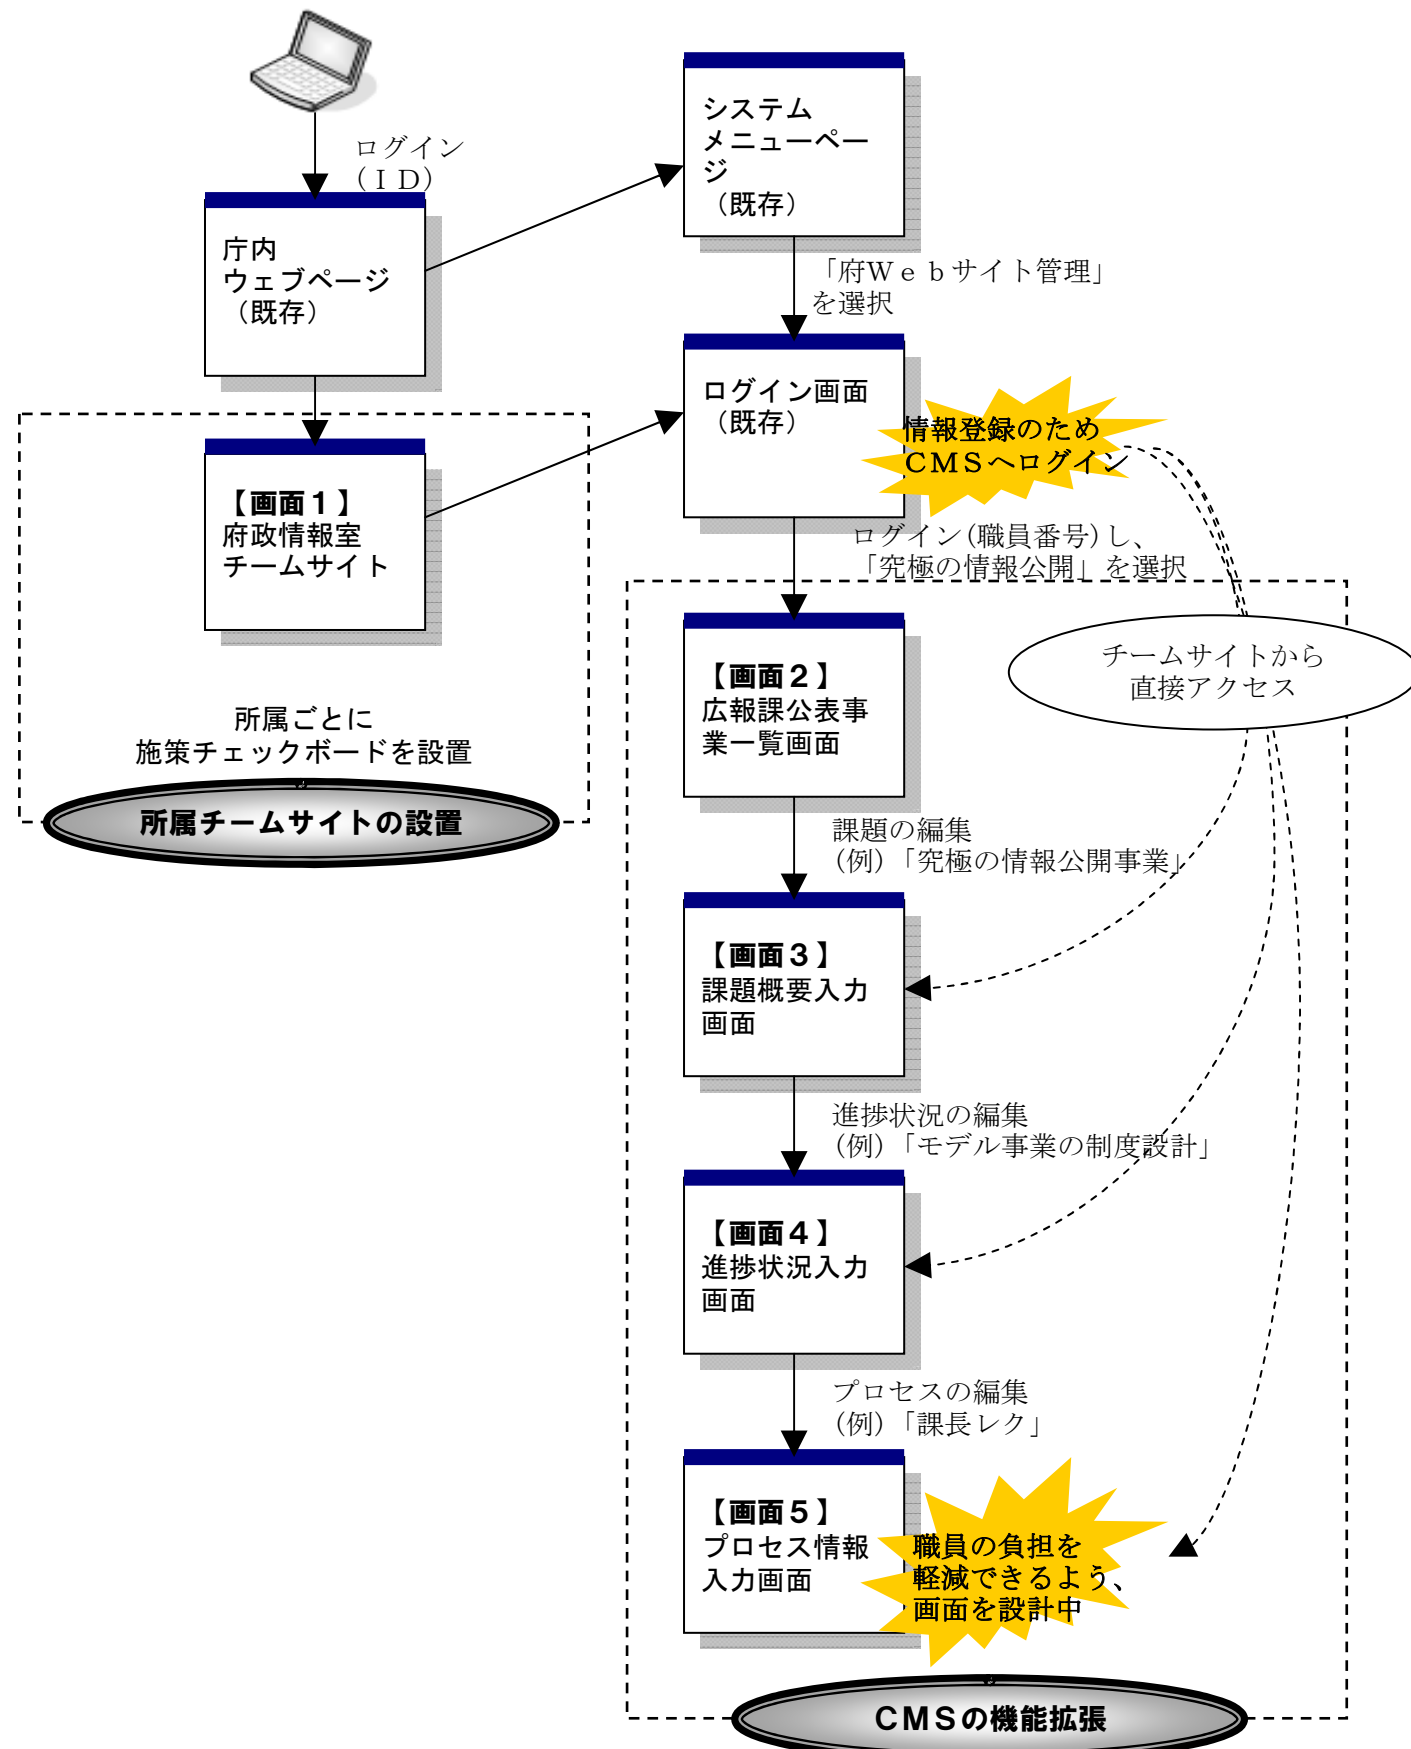 ログイン
（ＩＤ）
庁内
ウェブページ
（既存）
システム
メニューペー
ジ
（既存）
「府Ｗｅｂサイト管理」
を選択
ログイン画面
（既存）
情報登録のため
ＣＭＳへログイン
【画面１】
府政情報室
チームサイト
所属ごとに
施策チェックボードを設置
所属チームサイトの設置
ログイン(職員番号)し、
「究極の情報公開」を選択
チームサイトから
直接アクセス
【画面２】
広報課公表事
業一覧画面
課題の編集
(例)「究極の情報公開事業」
【画面３】
課題概要入力
画面
進捗状況の編集
(例)「モデル事業の制度設計」
【画面４】
進捗状況入力
画面
プロセスの編集
(例)「課長レク」
【画面５】
プロセス情報
入力画面
職員の負担を
軽減できるよう、
画面を設計中
ＣＭＳの機能拡張